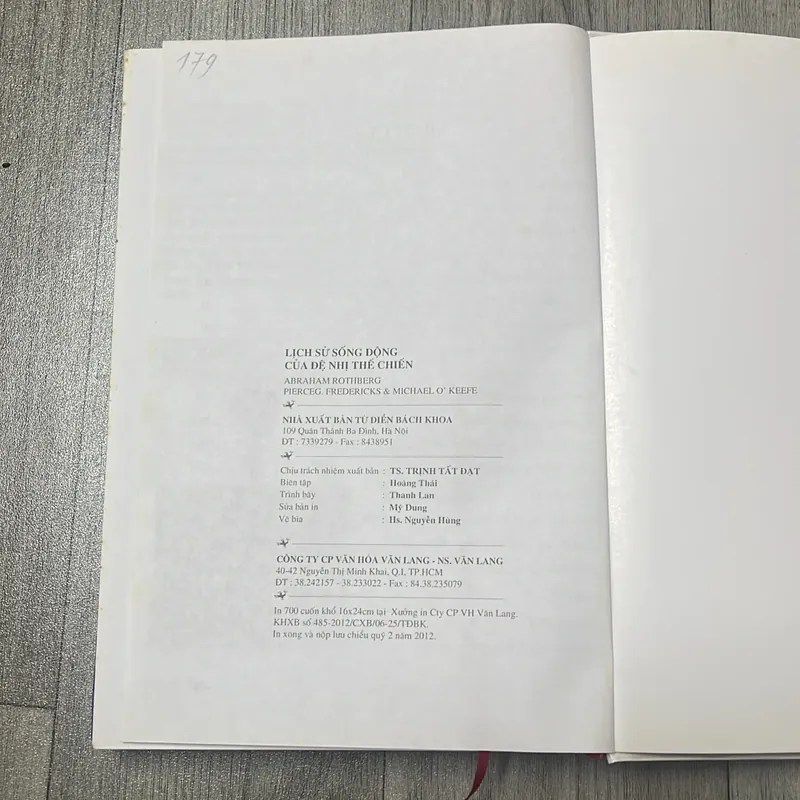 179
LỊCH SỬ SỐNG ĐỘNG
CỦA ĐỆ NHỊ THẾ CHIẾN
ABRAHAM ROTHBERG
PIERCEG. FREDERICKS & MICHAEL O' KEEFE
NHÀ XUẤT BẢN TỪ ĐIỂN BÁCH KHOA
109 Quán Thánh Ba Đình, Hà Nội
ĐT : 7339279 - Fax : 8438951
Chịu trách nhiệm xuất bản : TS. TRỊNH TẤT ĐẠT
Biên tập : Hoàng Thái
Trình bày : Thanh Lan
Sửa bản in : Mỹ Dung
Vẽ bìa : Hs. Nguyễn Hùng
CÔNG TY CP VĂN HÓA VĂN LANG - NS. VĂN LANG
40-42 Nguyễn Thị Minh Khai, Q.1, TP.HCM
ĐT : 38.242157 - 38.233022 - Fax : 84.38.235079
In 700 cuốn khổ 16x24cm tại Xưởng in Cty CP VH Văn Lang.
KHXB số 485-2012/CXB/06-25/TĐBK.
In xong và nộp lưu chiểu quý 2 năm 2012.